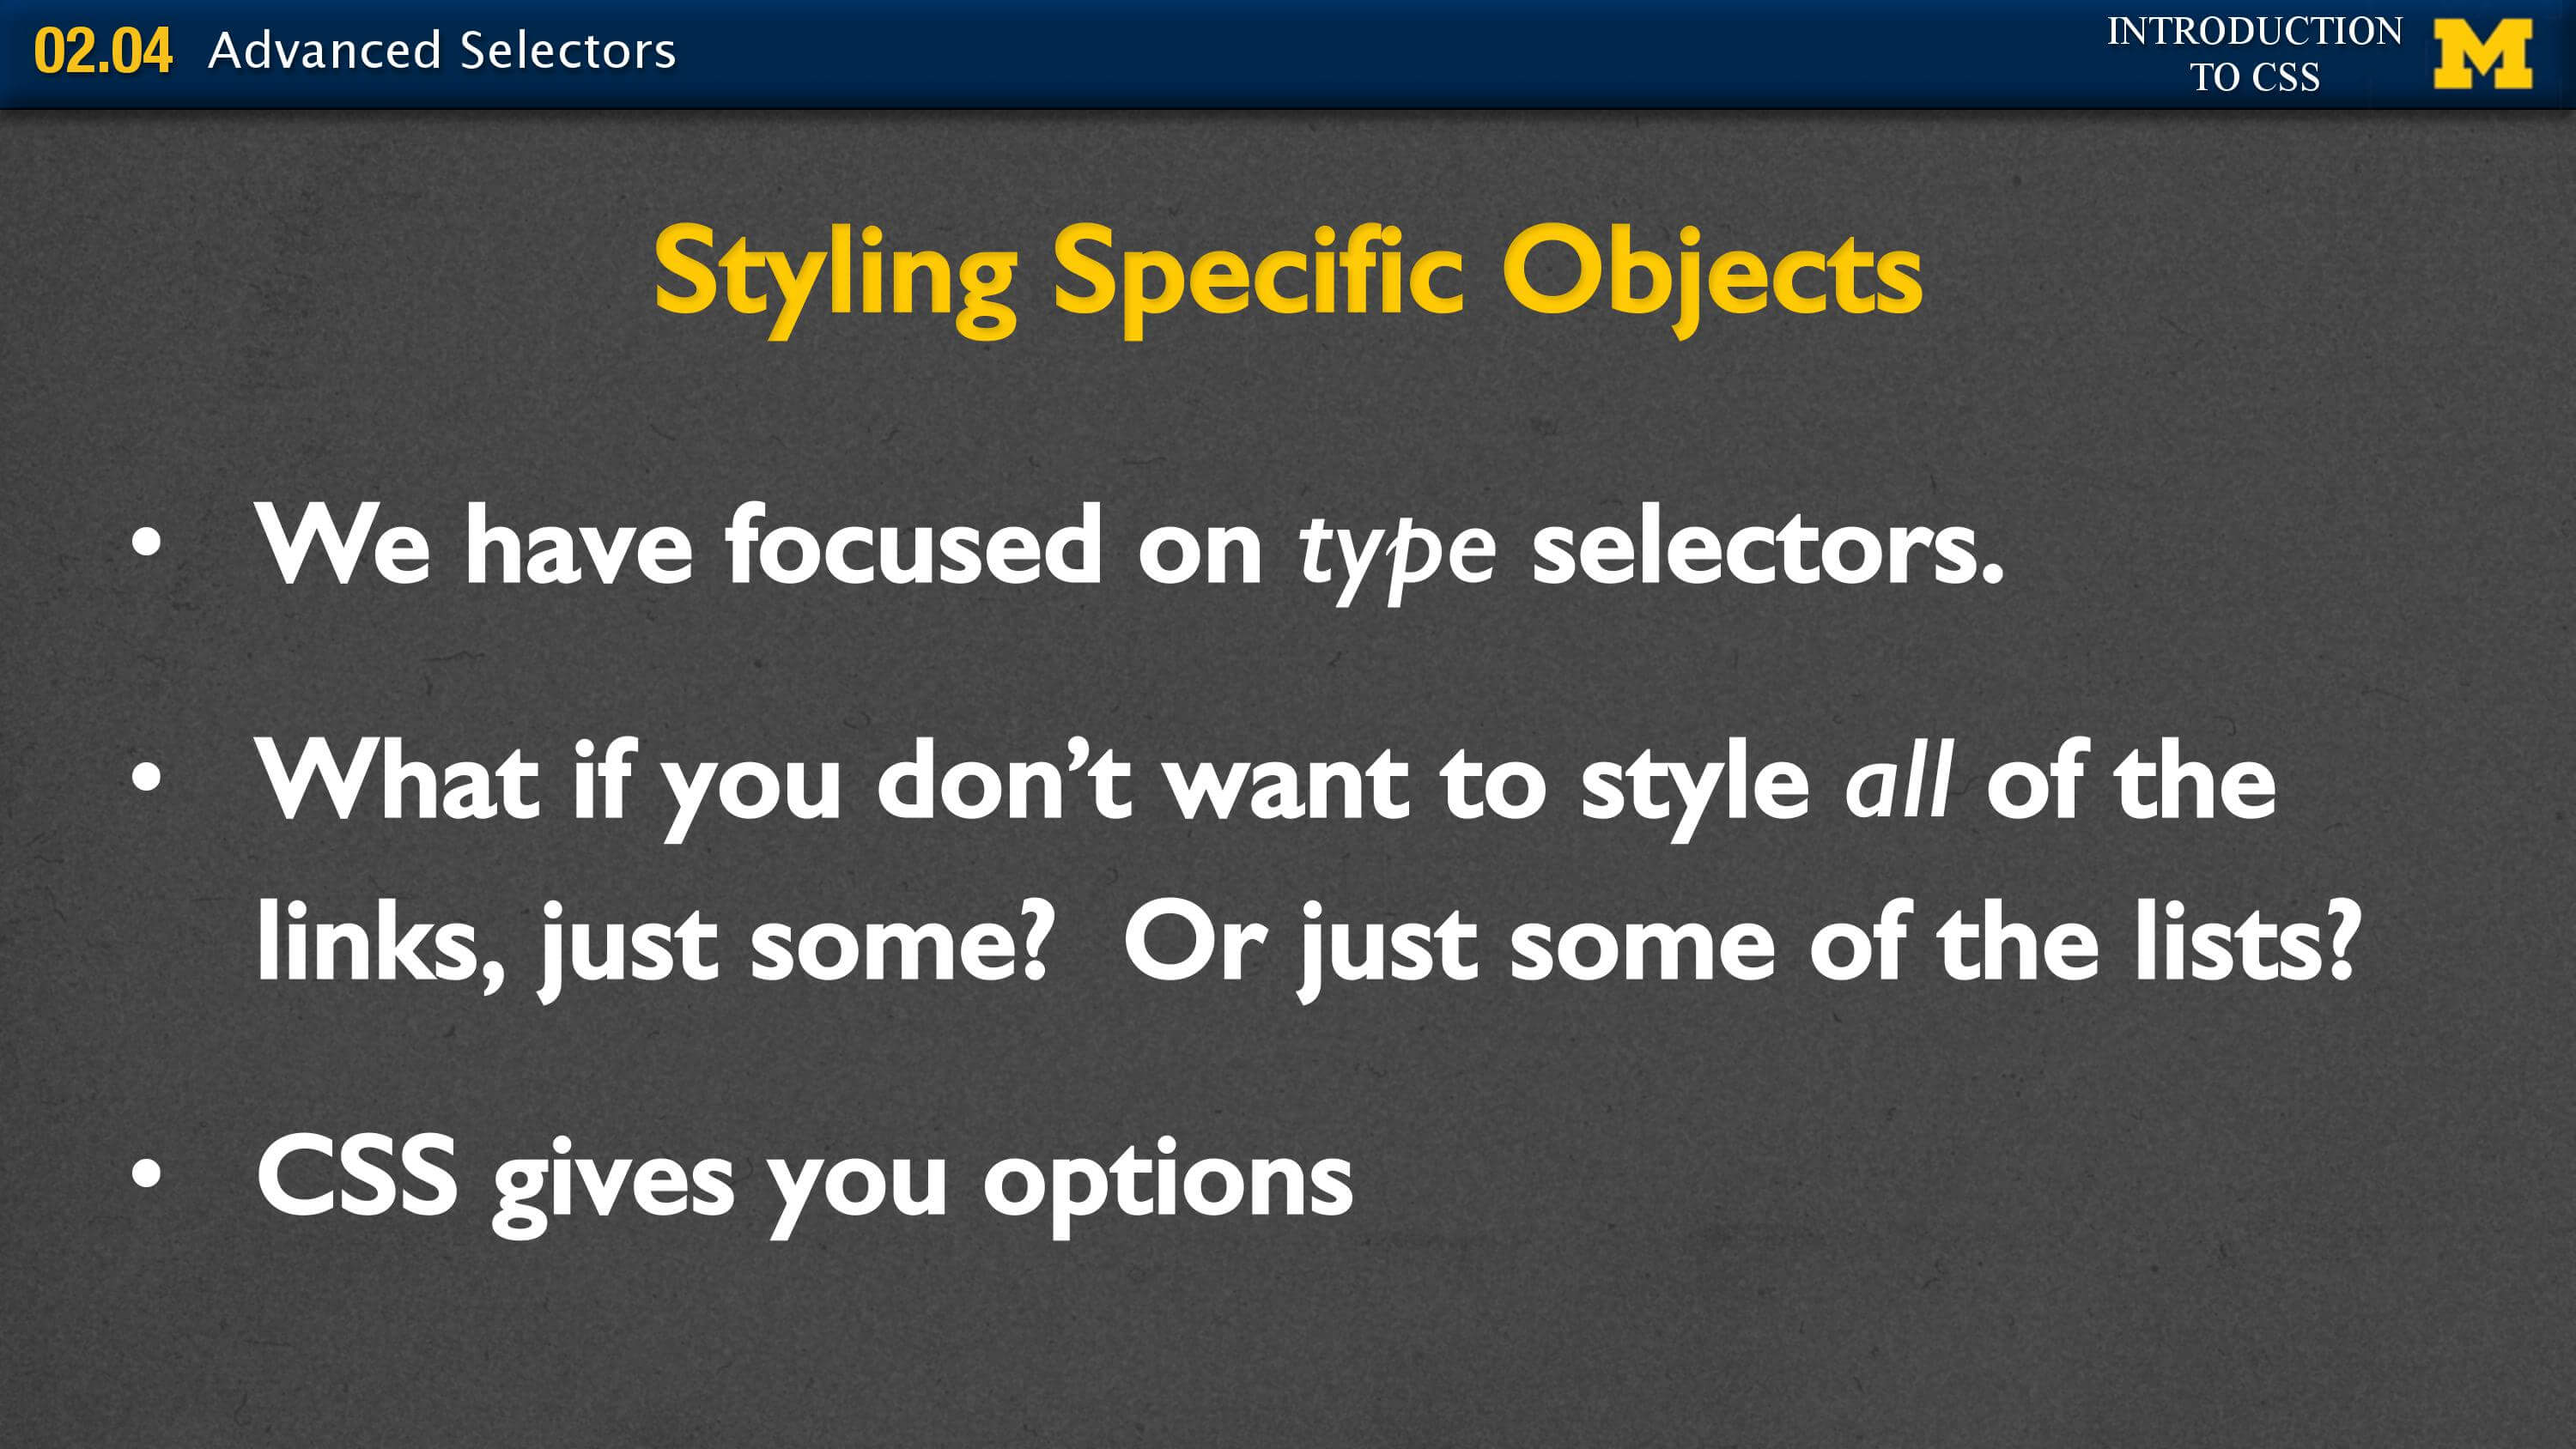 02.04 Advanced Selectors
INTRODUCTION
TO CSS
M
Styling Specific Objects
• We have focused on type selectors.
• What if you don’t want to style all of the
links, just some?  Or just some of the lists?
• CSS gives you options